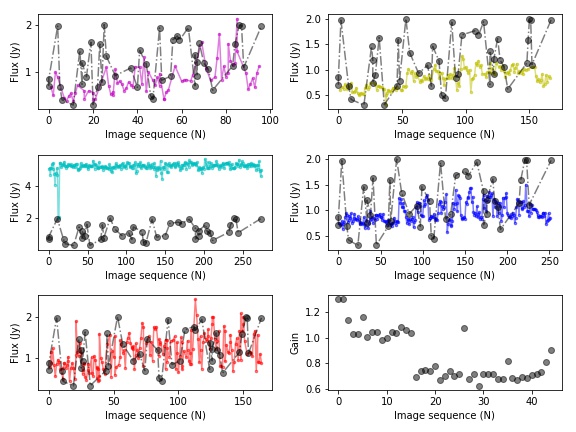 2
1
0 20 40 60 80 100
Flux (Jy)
Image sequence (N)
2.0
1.5
1.0
0.5
0 50 100 150
Flux (Jy)
Image sequence (N)
4
2
0 50 100 150 200 250
Flux (Jy)
Image sequence (N)
2.0
1.5
1.0
0.5
0 50 100 150 200 250
Flux (Jy)
Image sequence (N)
2
1
0 50 100 150
Flux (Jy)
Image sequence (N)
1.2
1.0
0.8
0.6
0 10 20 30 40
Gain
Image sequence (N)